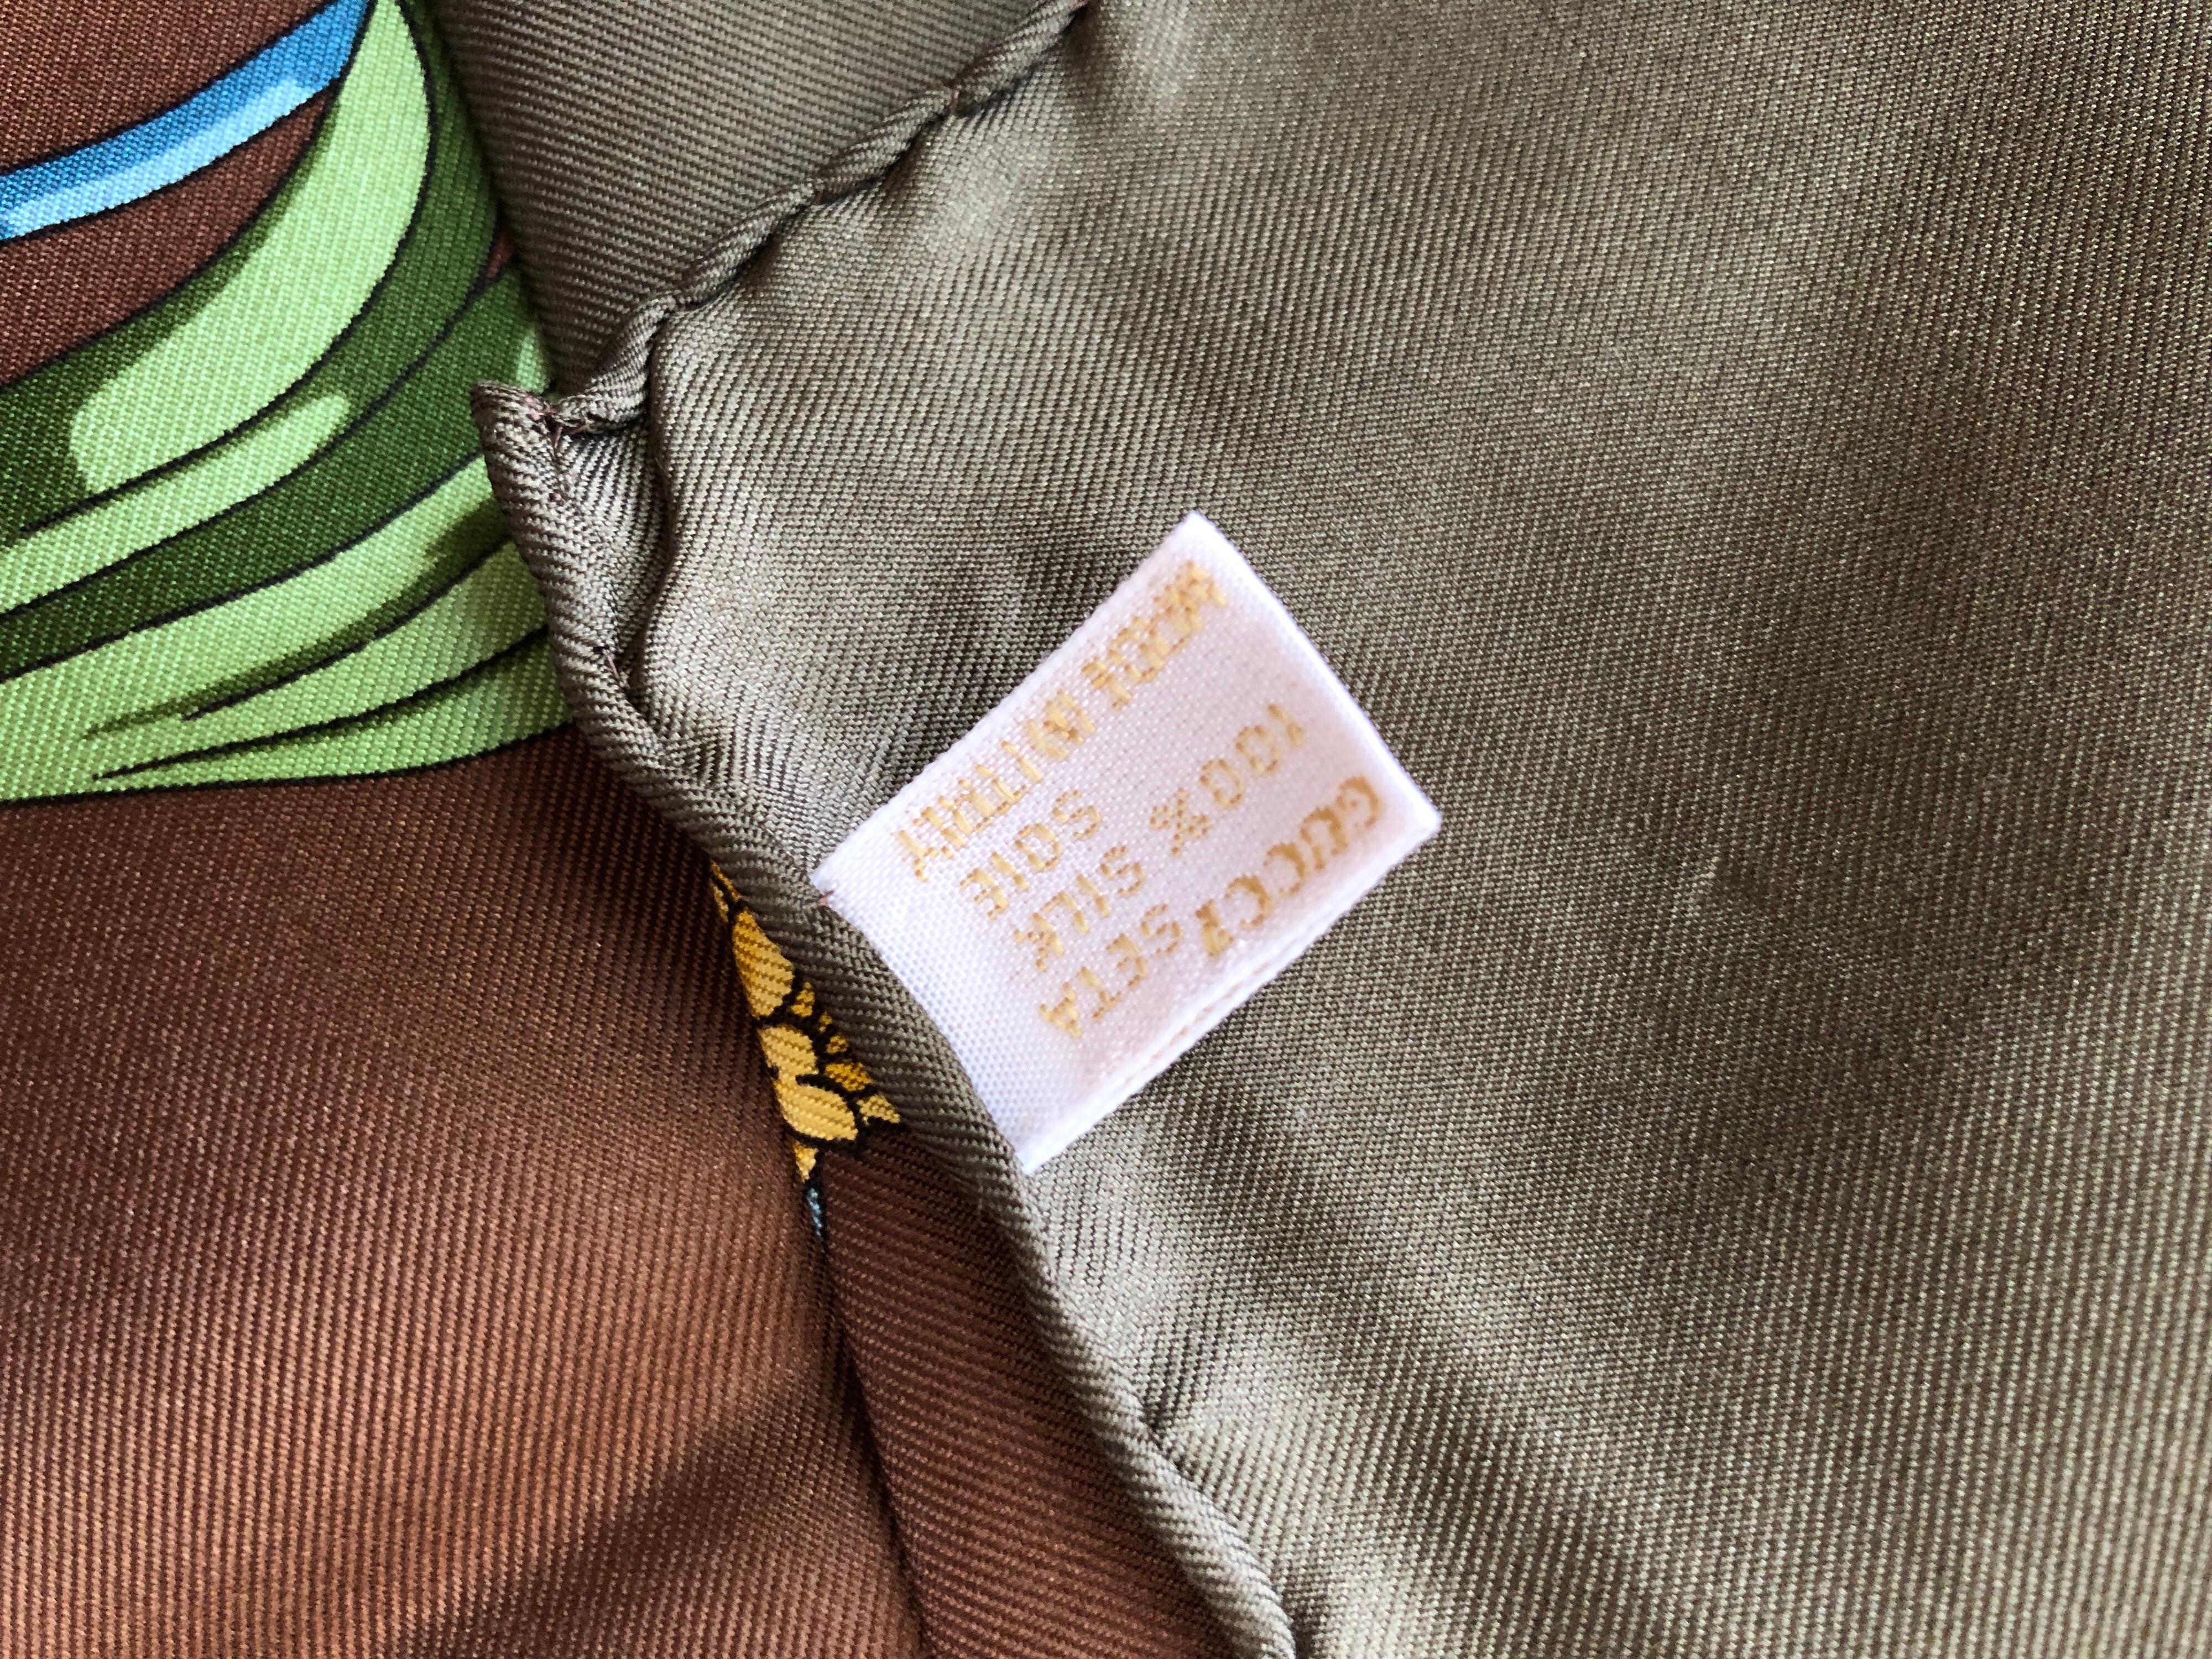 GUCCI
SETA
100% SILK
SOIE
MADE IN ITALY